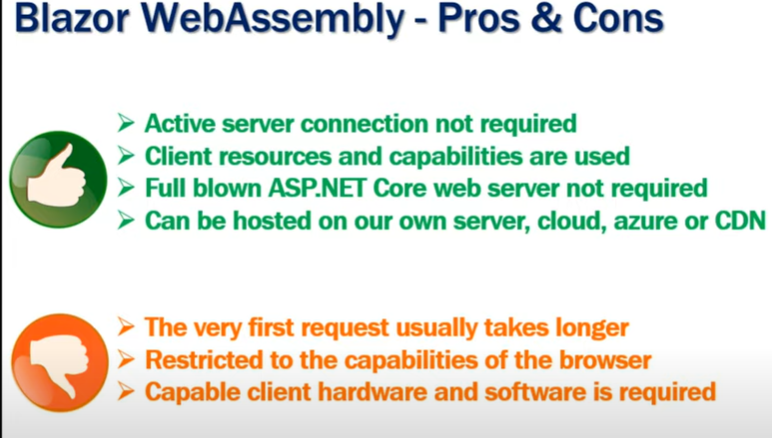 Blazor WebAssembly - Pros & Cons
Active server connection not required
Client resources and capabilities are used
Full blown ASP.NET Core web server not required
Can be hosted on our own server, cloud, azure or CDN
The very first request usually takes longer
Restricted to the capabilities of the browser
Capable client hardware and software is required